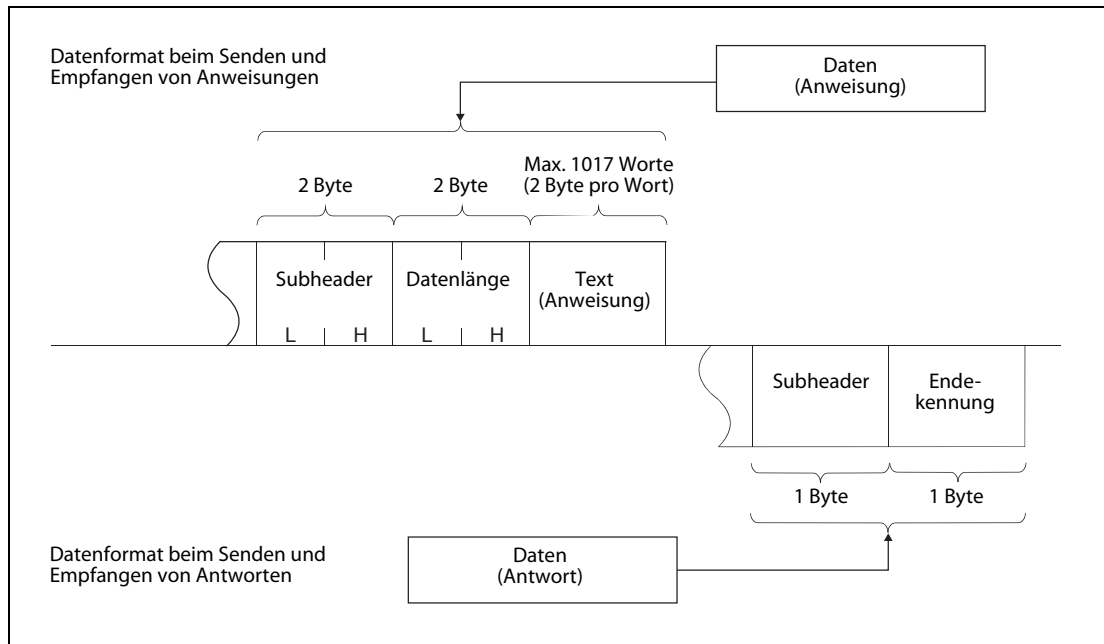 Datenformat beim Senden und
Empfangen von Anweisungen
Daten
(Anweisung)
Max. 1017 Worte
2 Byte 2 Byte (2 Byte pro Wort)
Subheader Datenlänge Text
(Anweisung)
L H L H
Subheader Ende-
kennung
1 Byte 1 Byte
Datenformat beim Senden und
Empfangen von Antworten
Daten
(Antwort)